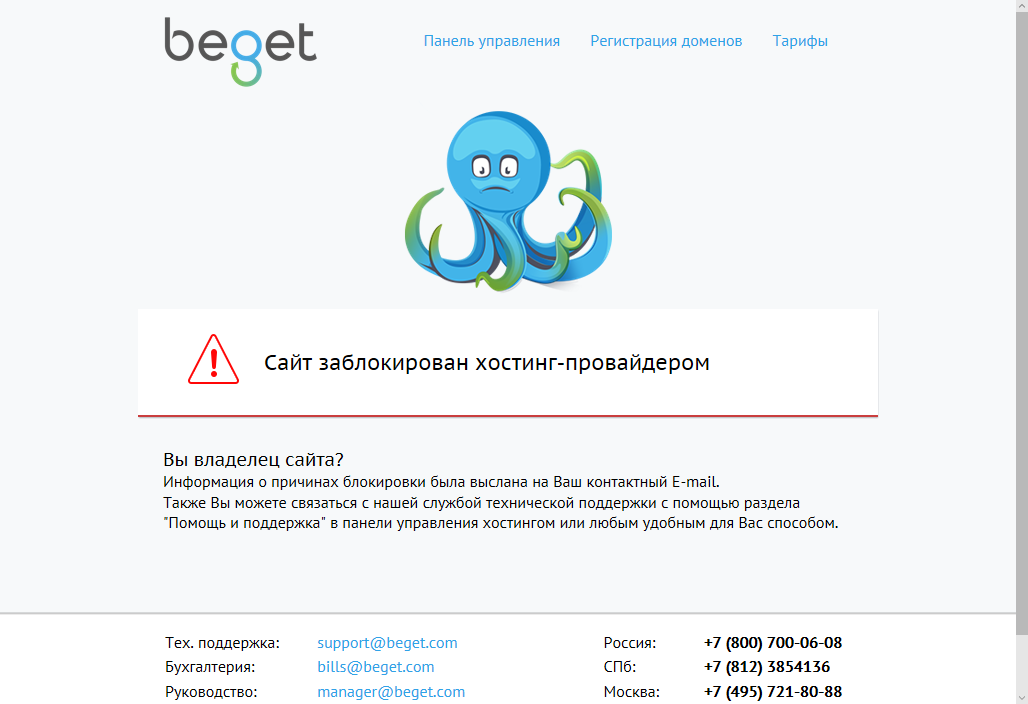 beget
Панель управления Регистрация доменов Тарифы
Сайт заблокирован хостинг-провайдером
Вы владелец сайта?
Информация о причинах блокировки была выслана на Ваш контактный E-mail.
Также Вы можете связаться с нашей службой технической поддержки с помощью раздела
"Помощь и поддержка" в панели управления хостингом или любым удобным для Вас способом.
Тех. поддержка: support@beget.com Россия: +7 (800) 700-06-08
Бухгалтерия: bills@beget.com СПб: +7 (812) 3854136
Руководство: manager@beget.com Москва: +7 (495) 721-80-88